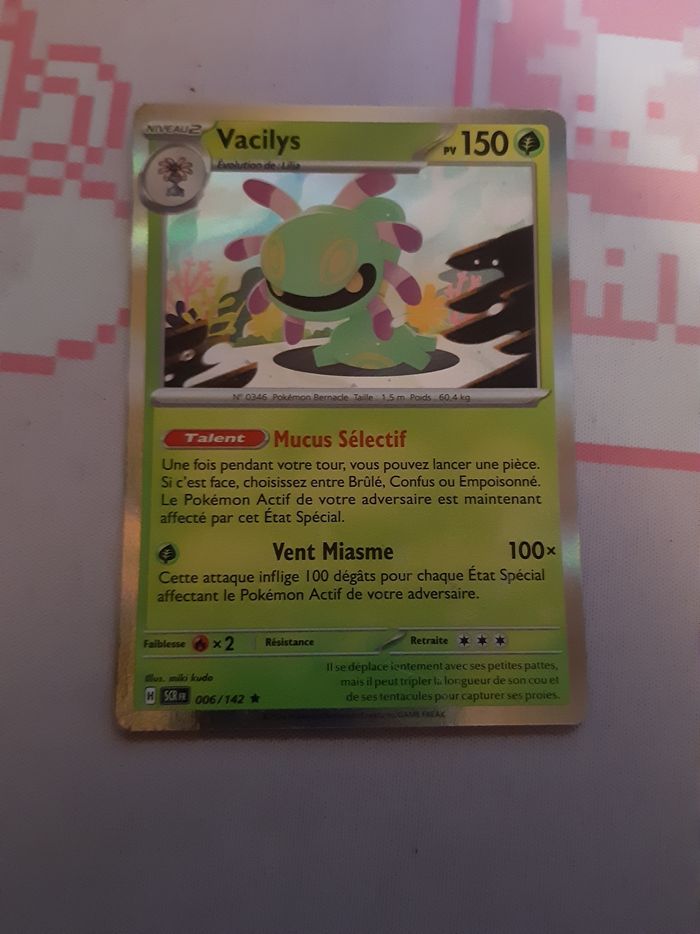 NIVEAU 2
Vacilys
PV 150
Évolution de : Lilia
N° 0346 Pokémon Bernacle Taille : 1,5 m Poids : 60,4 kg
Talent Mucus Sélectif
Une fois pendant votre tour, vous pouvez lancer une pièce.
Si c'est face, choisissez entre Brûlé, Confus ou Empoisonné.
Le Pokémon Actif de votre adversaire est maintenant
affecté par cet État Spécial.
Vent Miasme 100×
Cette attaque inflige 100 dégâts pour chaque État Spécial
affectant le Pokémon Actif de votre adversaire.
Faiblesse ×2 Résistance Retraite
Il se déplace lentement avec ses petites pattes,
mais il peut tripler la longueur de son cou et
de ses tentacules pour capturer ses proies.
Illus. miki kudo
H SCR FR 006/142
GAME FREAK